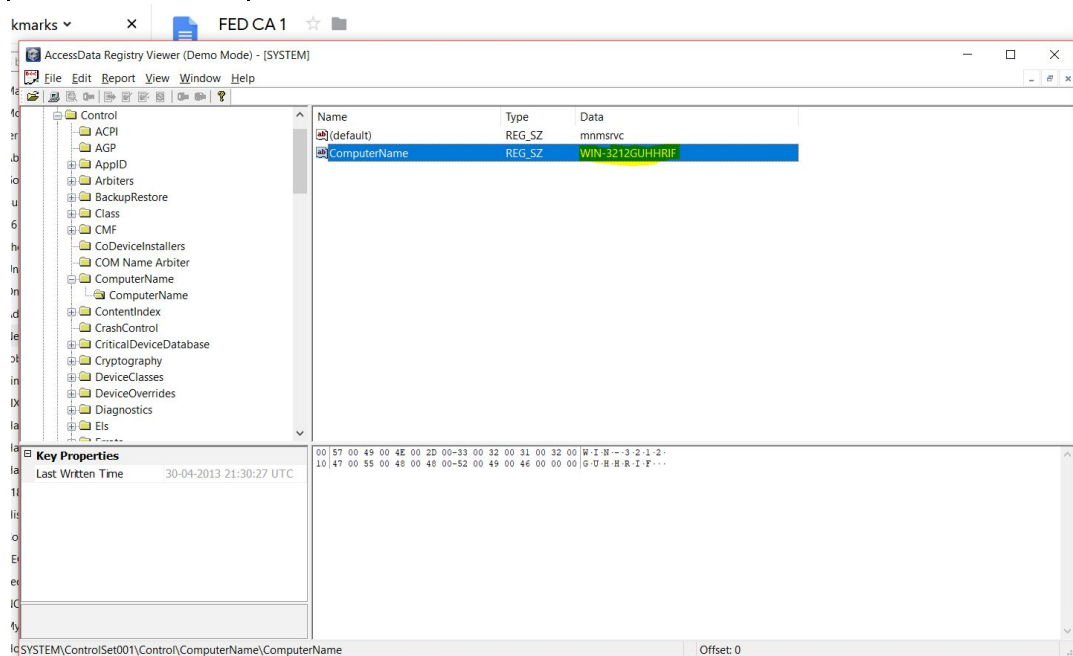 kmarks
FED CA 1
AccessData Registry Viewer (Demo Mode) - [SYSTEM]
File Edit Report View Window Help
Control
ACPI
AGP
AppID
Arbiters
BackupRestore
Class
CMF
CoDeviceInstallers
COM Name Arbiter
ComputerName
ComputerName
ContentIndex
CrashControl
CriticalDeviceDatabase
Cryptography
DeviceClasses
DeviceOverrides
Diagnostics
Els
Name Type Data
(default) REG_SZ mnmsrvc
ComputerName REG_SZ WIN-3212GUHHRIF
Key Properties
Last Written Time 30-04-2013 21:30:27 UTC
00 57 00 49 00 4E 00 2D 00-33 00 32 00 31 00 32 00 W·I·N·-·3·2·1·2·
10 47 00 55 00 48 00 48 00-52 00 49 00 46 00 00 00 G·U·H·H·R·I·F···
SYSTEM\ControlSet001\Control\ComputerName\ComputerName
Offset: 0